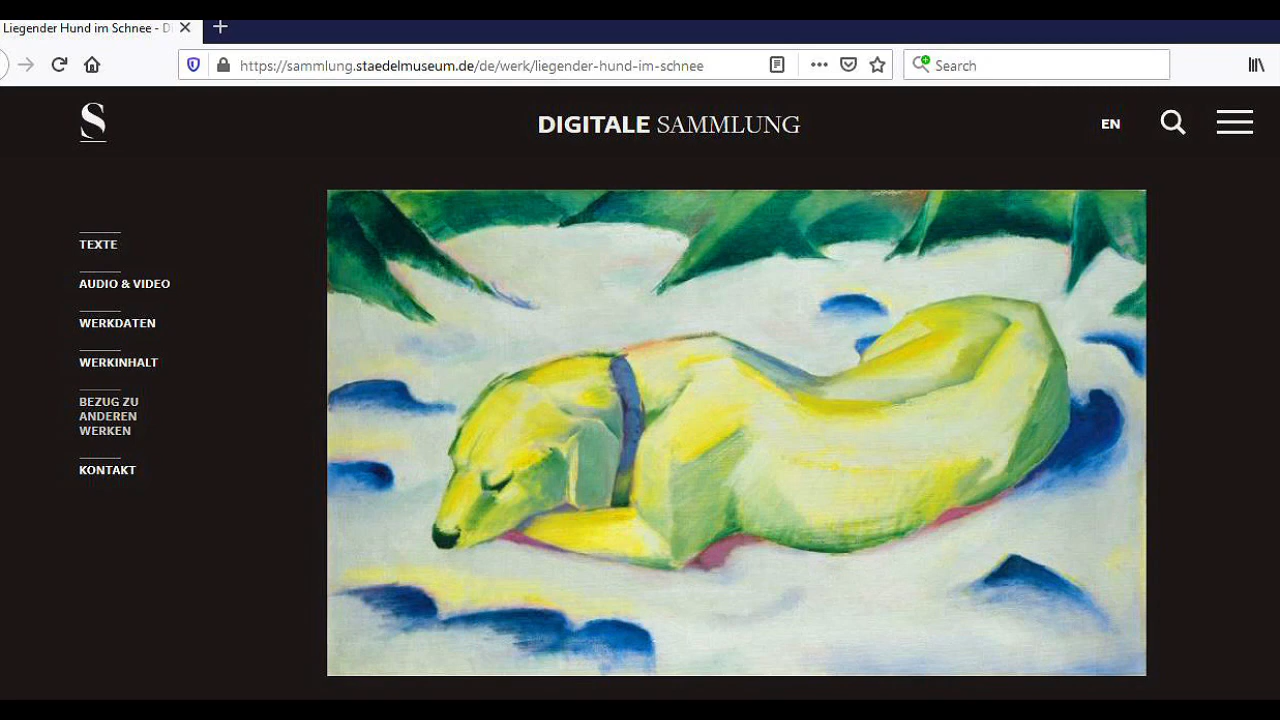 Liegender Hund im Schnee - D
https://sammlung.staedelmuseum.de/de/werk/liegender-hund-im-schnee
Search
S
DIGITALE SAMMLUNG
EN
TEXTE
AUDIO & VIDEO
WERKDATEN
WERKINHALT
BEZUG ZU
ANDEREN
WERKEN
KONTAKT